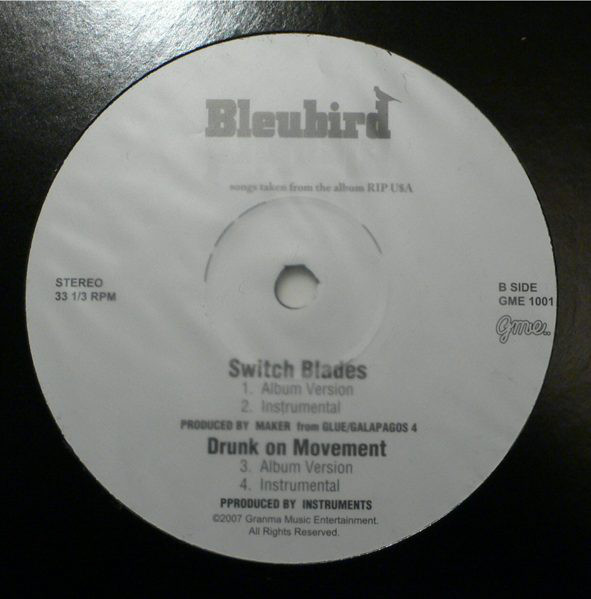 Bleubird
songs taken from the album RIP U$A
STEREO
33 1/3 RPM
B SIDE
GME 1001
gme..
Switch Blades
1. Album Version
2. Instrumental
PRODUCED BY MAKER from GLUE/GALAPAGOS 4
Drunk on Movement
3. Album Version
4. Instrumental
PPRODUCED BY INSTRUMENTS
©2007 Granma Music Entertainment.
All Rights Reserved.